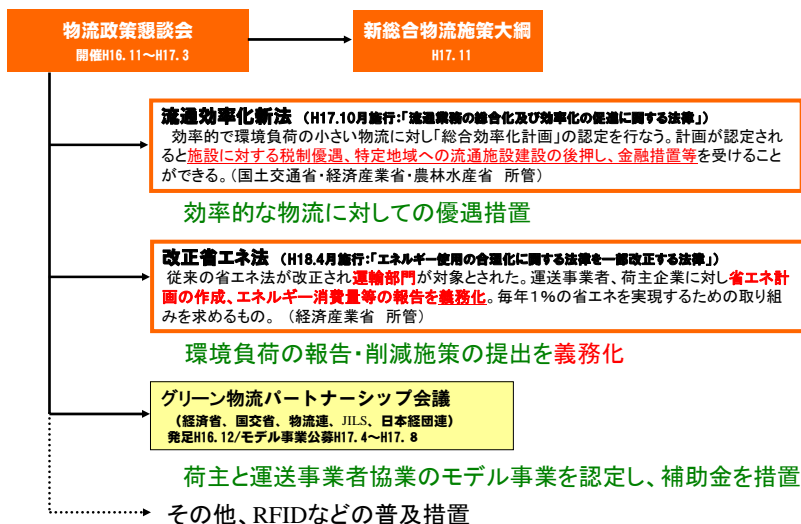 物流政策懇談会
開催H16.11～H17.3
新総合物流施策大綱
H17.11
流通効率化新法 （H17.10月施行:「流通業務の総合化及び効率化の促進に関する法律」）
効率的で環境負荷の小さい物流に対し「総合効率化計画」の認定を行なう。計画が認定され
ると施設に対する税制優遇、特定地域への流通施設建設の後押し、金融措置等を受けること
ができる。（国土交通省・経済産業省・農林水産省 所管）
効率的な物流に対しての優遇措置
改正省エネ法 （H18.4月施行:「エネルギー使用の合理化に関する法律を一部改正する法律」）
従来の省エネ法が改正され運輸部門が対象とされた。運送事業者、荷主企業に対し省エネ計
画の作成、エネルギー消費量等の報告を義務化。毎年１％の省エネを実現するための取り組
みを求めるもの。 （経済産業省 所管）
環境負荷の報告・削減施策の提出を義務化
グリーン物流パートナーシップ会議
（経済省、国交省、物流連、JILS、日本経団連）
発足H16.12/モデル事業公募H17.4～H17.8
荷主と運送事業者協業のモデル事業を認定し、補助金を措置
その他、RFIDなどの普及措置